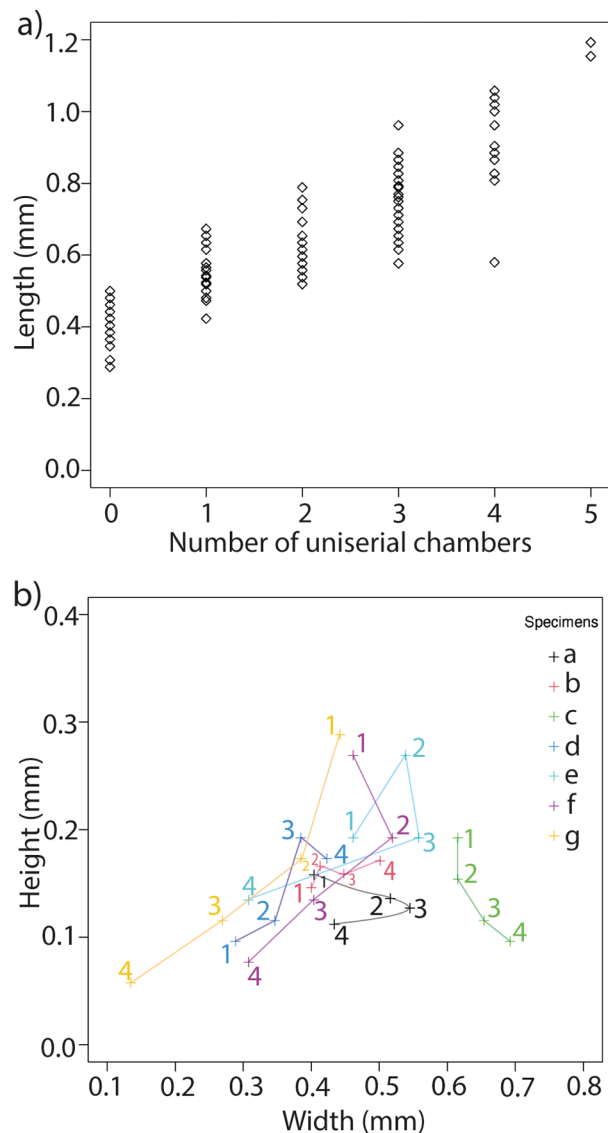 a)
1.2
1.0
0.8
0.6
0.4
0.2
0.0
Length (mm)
0 1 2 3 4 5
Number of uniserial chambers
b)
0.4
0.3
0.2
0.1
0.0
Height (mm)
Specimens
a
b
c
d
e
f
g
1 1 2
1 1
3 2 3
2 4 2 4 2
4 1 3 1
3 2 3 2 3 3
1 4 4
4 4
0.1 0.2 0.3 0.4 0.5 0.6 0.7 0.8
Width (mm)